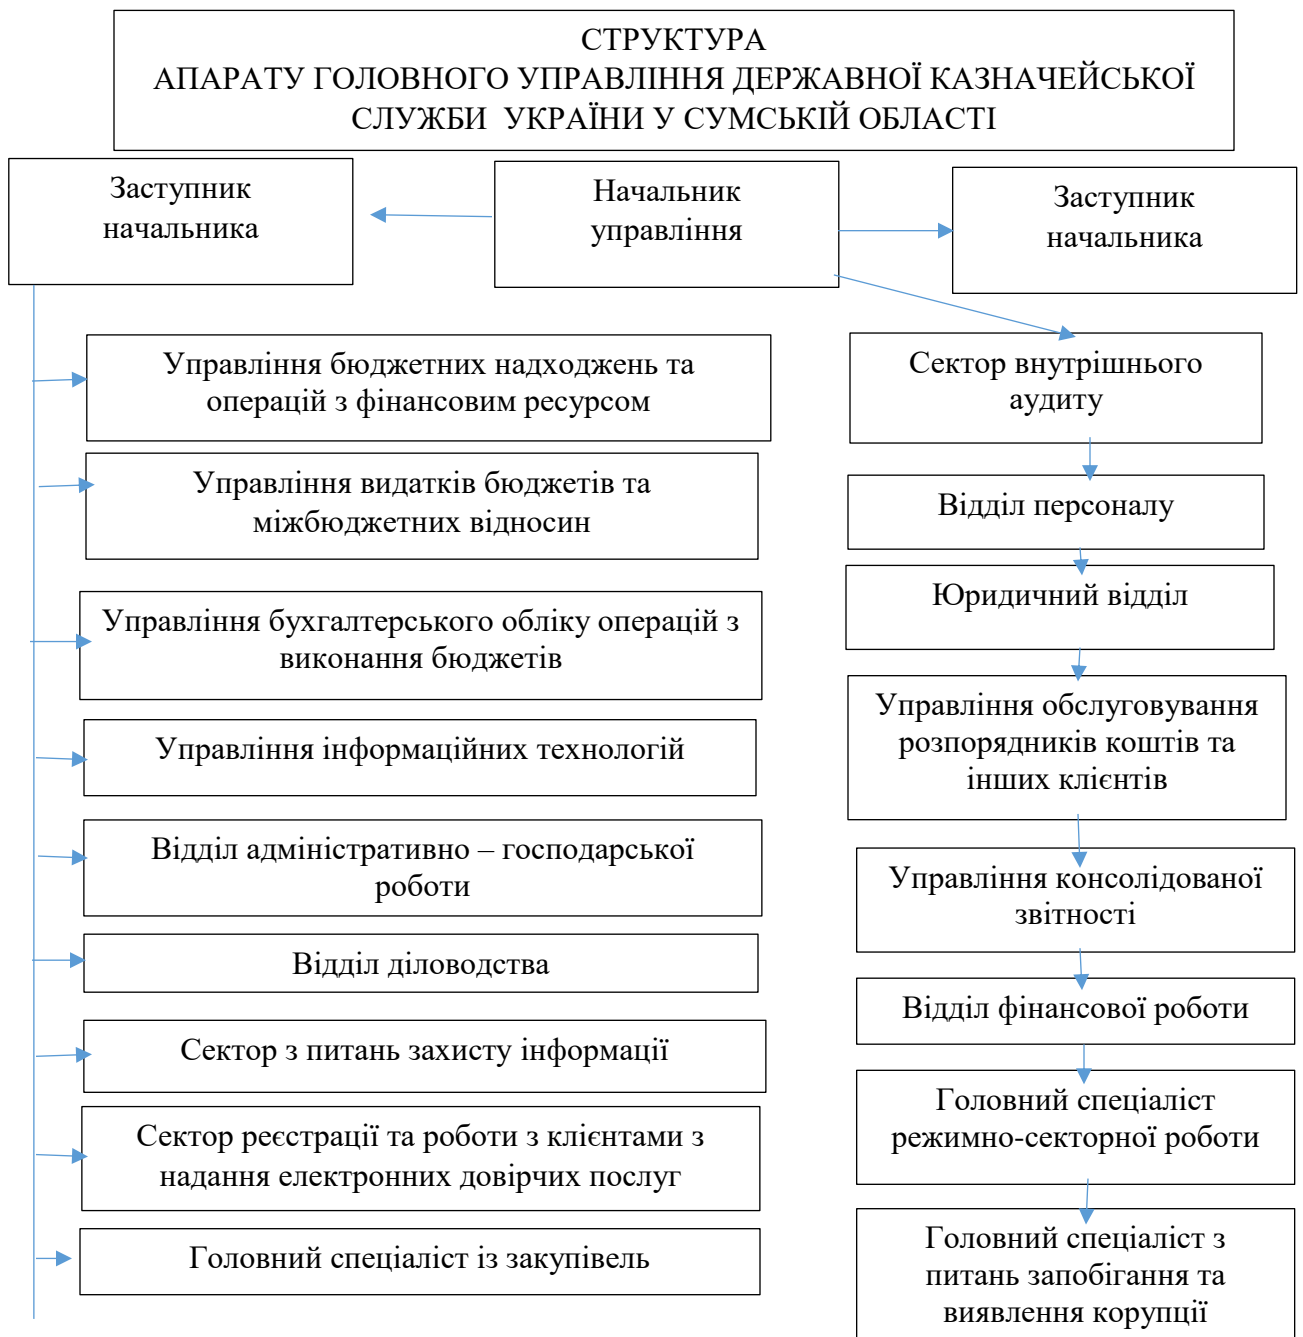 СТРУКТУРА
АПАРАТУ ГОЛОВНОГО УПРАВЛІННЯ ДЕРЖАВНОЇ КАЗНАЧЕЙСЬКОЇ
СЛУЖБИ УКРАЇНИ У СУМСЬКІЙ ОБЛАСТІ
Заступник
начальника
Начальник
управління
Заступник
начальника
Управління бюджетних надходжень та
операцій з фінансовим ресурсом
Управління видатків бюджетів та
міжбюджетних відносин
Управління бухгалтерського обліку операцій з
виконання бюджетів
Управління інформаційних технологій
Відділ адміністративно – господарської
роботи
Відділ діловодства
Сектор з питань захисту інформації
Сектор реєстрації та роботи з клієнтами з
надання електронних довірчих послуг
Головний спеціаліст із закупівель
Сектор внутрішнього
аудиту
Відділ персоналу
Юридичний відділ
Управління обслуговування
розпорядників коштів та
інших клієнтів
Управління консолідованої
звітності
Відділ фінансової роботи
Головний спеціаліст
режимно-секторної роботи
Головний спеціаліст з
питань запобігання та
виявлення корупції